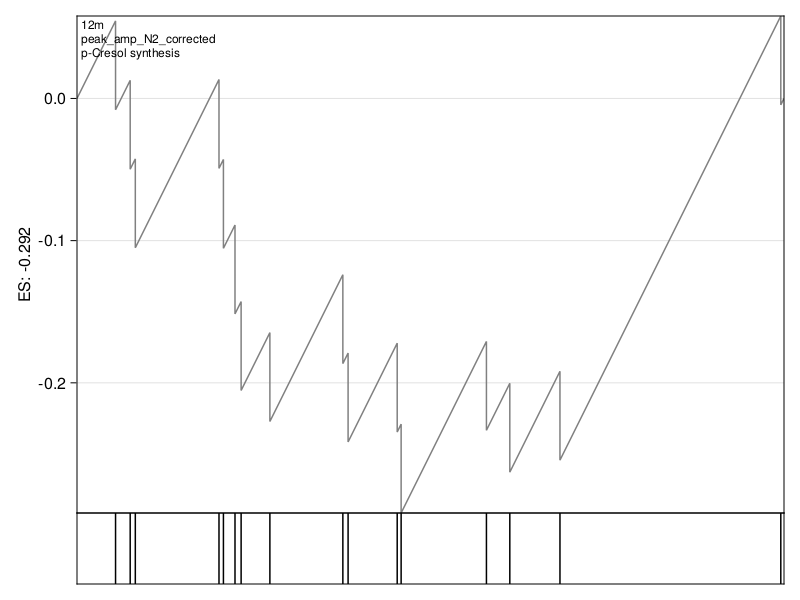 12m
peak_amp_N2_corrected
p-Cresol synthesis
0.0
-0.1
-0.2
ES: -0.292